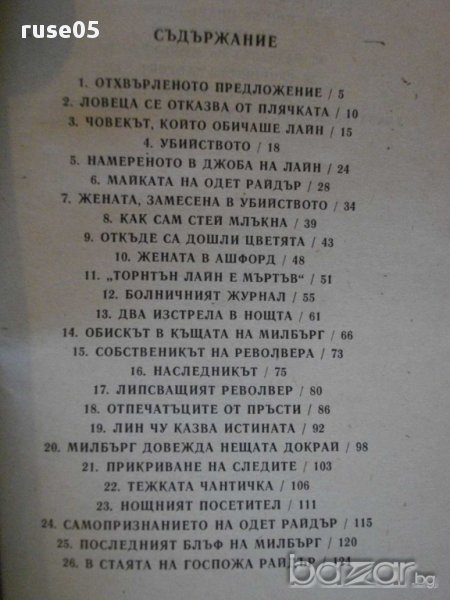 ruse05
СЪДЪРЖАНИЕ
1. ОТХВЪРЛЕНОТО ПРЕДЛОЖЕНИЕ / 5
2. ЛОВЕЦА СЕ ОТКАЗВА ОТ ПЛЯЧКАТА / 10
3. ЧОВЕКЪТ, КОЙТО ОБИЧАШЕ ЛАЙН / 15
4. УБИЙСТВОТО / 18
5. НАМЕРЕНОТО В ДЖОБА НА ЛАЙН / 24
6. МАЙКАТА НА ОДЕТ РАЙДЪР / 28
7. ЖЕНАТА, ЗАМЕСЕНА В УБИЙСТВОТО / 34
8. КАК САМ СТЕЙ МЛЪКНА / 39
9. ОТКЪДЕ СА ДОШЛИ ЦВЕТЯТА / 43
10. ЖЕНАТА В АШФОРД / 48
11. „ТОРНТЪН ЛАЙН Е МЪРТЪВ“ / 51
12. БОЛНИЧНИЯТ ЖУРНАЛ / 55
13. ДВА ИЗСТРЕЛА В НОЩТА / 61
14. ОБИСКЪТ В КЪЩАТА НА МИЛБЪРГ / 66
15. СОБСТВЕНИКЪТ НА РЕВОЛВЕРА / 73
16. НАСЛЕДНИКЪТ / 75
17. ЛИПСВАЩИЯТ РЕВОЛВЕР / 80
18. ОТПЕЧАТЪЦИТЕ ОТ ПРЪСТИ / 86
19. ЛИН ЧУ КАЗВА ИСТИНАТА / 92
20. МИЛБЪРГ ДОВЕЖДА НЕЩАТА ДОКРАЙ / 98
21. ПРИКРИВАНЕ НА СЛЕДИТЕ / 103
22. ТЕЖКАТА ЧАНТИЧКА / 106
23. НОЩНИЯТ ПОСЕТИТЕЛ / 111
24. САМОПРИЗНАНИЕТО НА ОДЕТ РАЙДЪР / 115
25. ПОСЛЕДНИЯТ БЛЪФ НА МИЛБЪРГ / 120
26. В СТАЯТА НА ГОСПОЖА РАЙДЪР / 124
bazar.бг